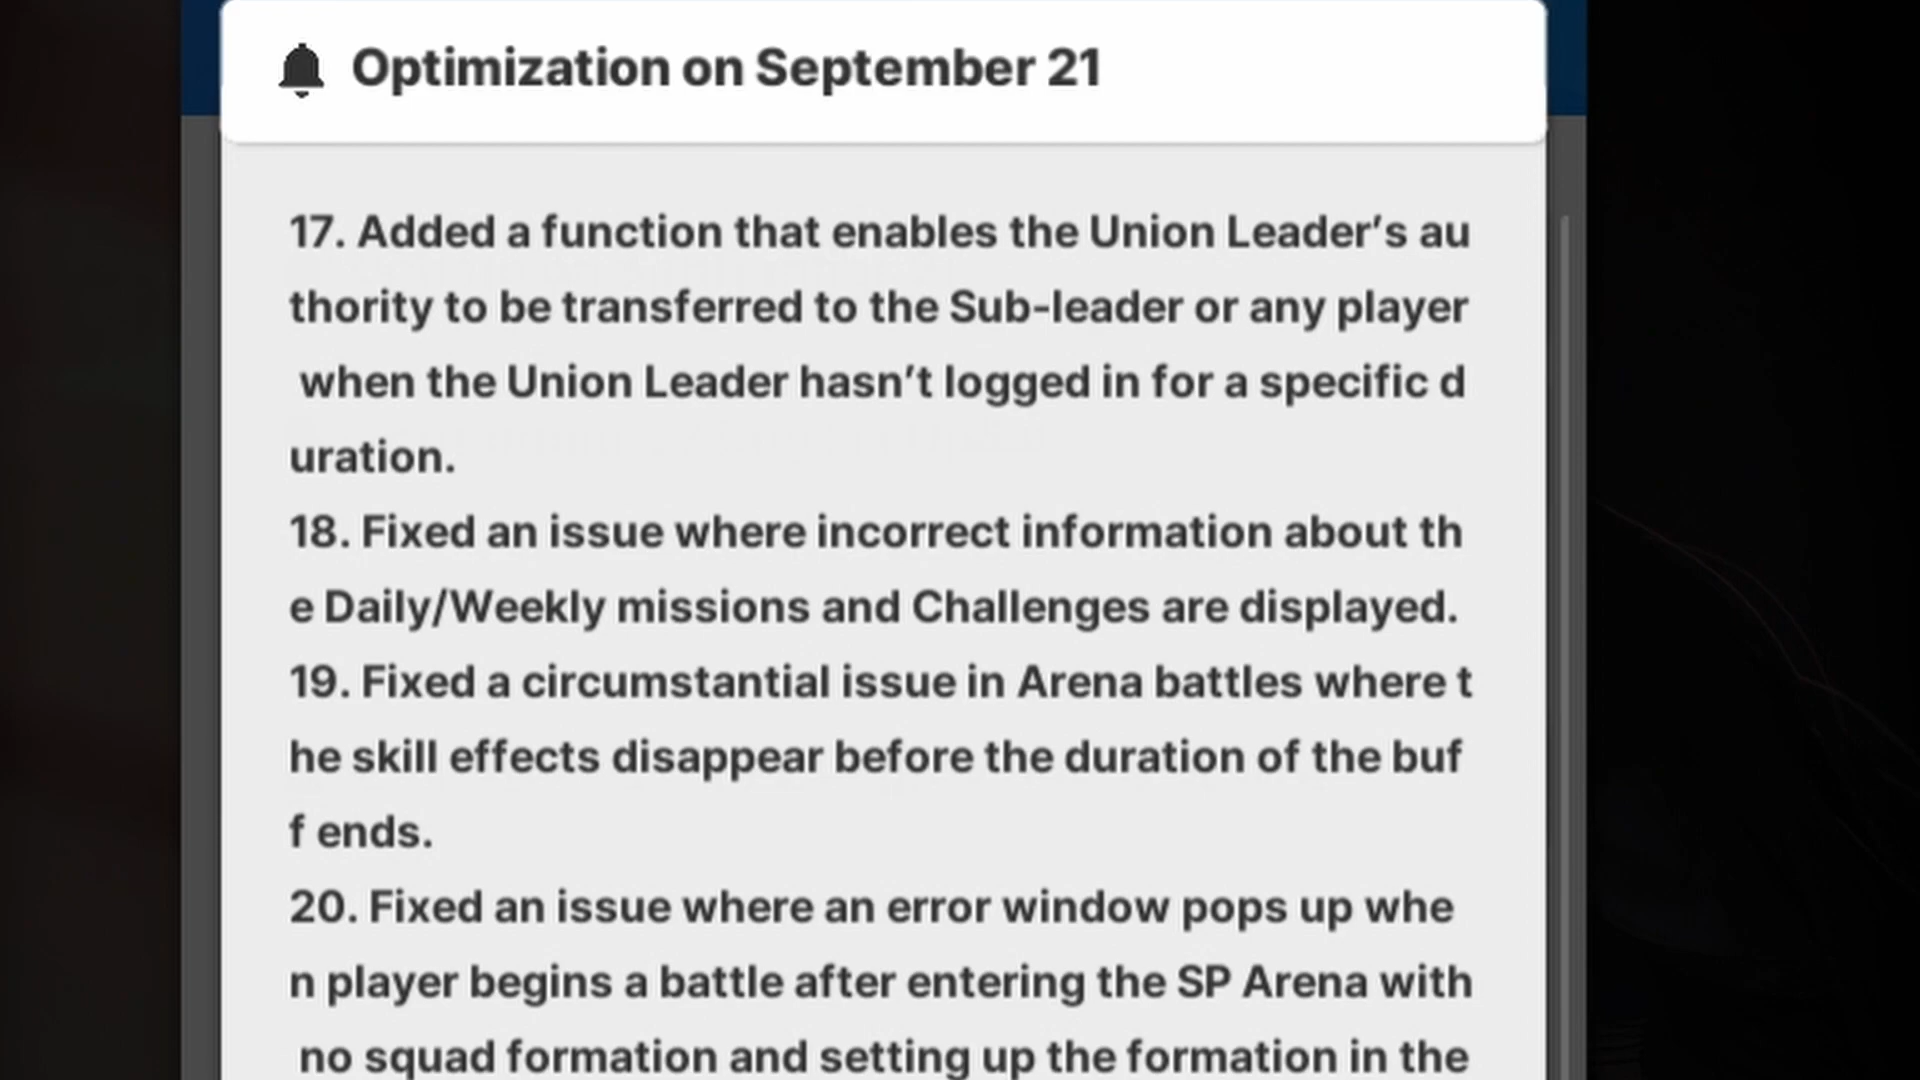 Optimization on September 21
17. Added a function that enables the Union Leader’s au
thority to be transferred to the Sub-leader or any player
when the Union Leader hasn’t logged in for a specific d
uration.
18. Fixed an issue where incorrect information about th
e Daily/Weekly missions and Challenges are displayed.
19. Fixed a circumstantial issue in Arena battles where t
he skill effects disappear before the duration of the buf
f ends.
20. Fixed an issue where an error window pops up whe
n player begins a battle after entering the SP Arena with
no squad formation and setting up the formation in the